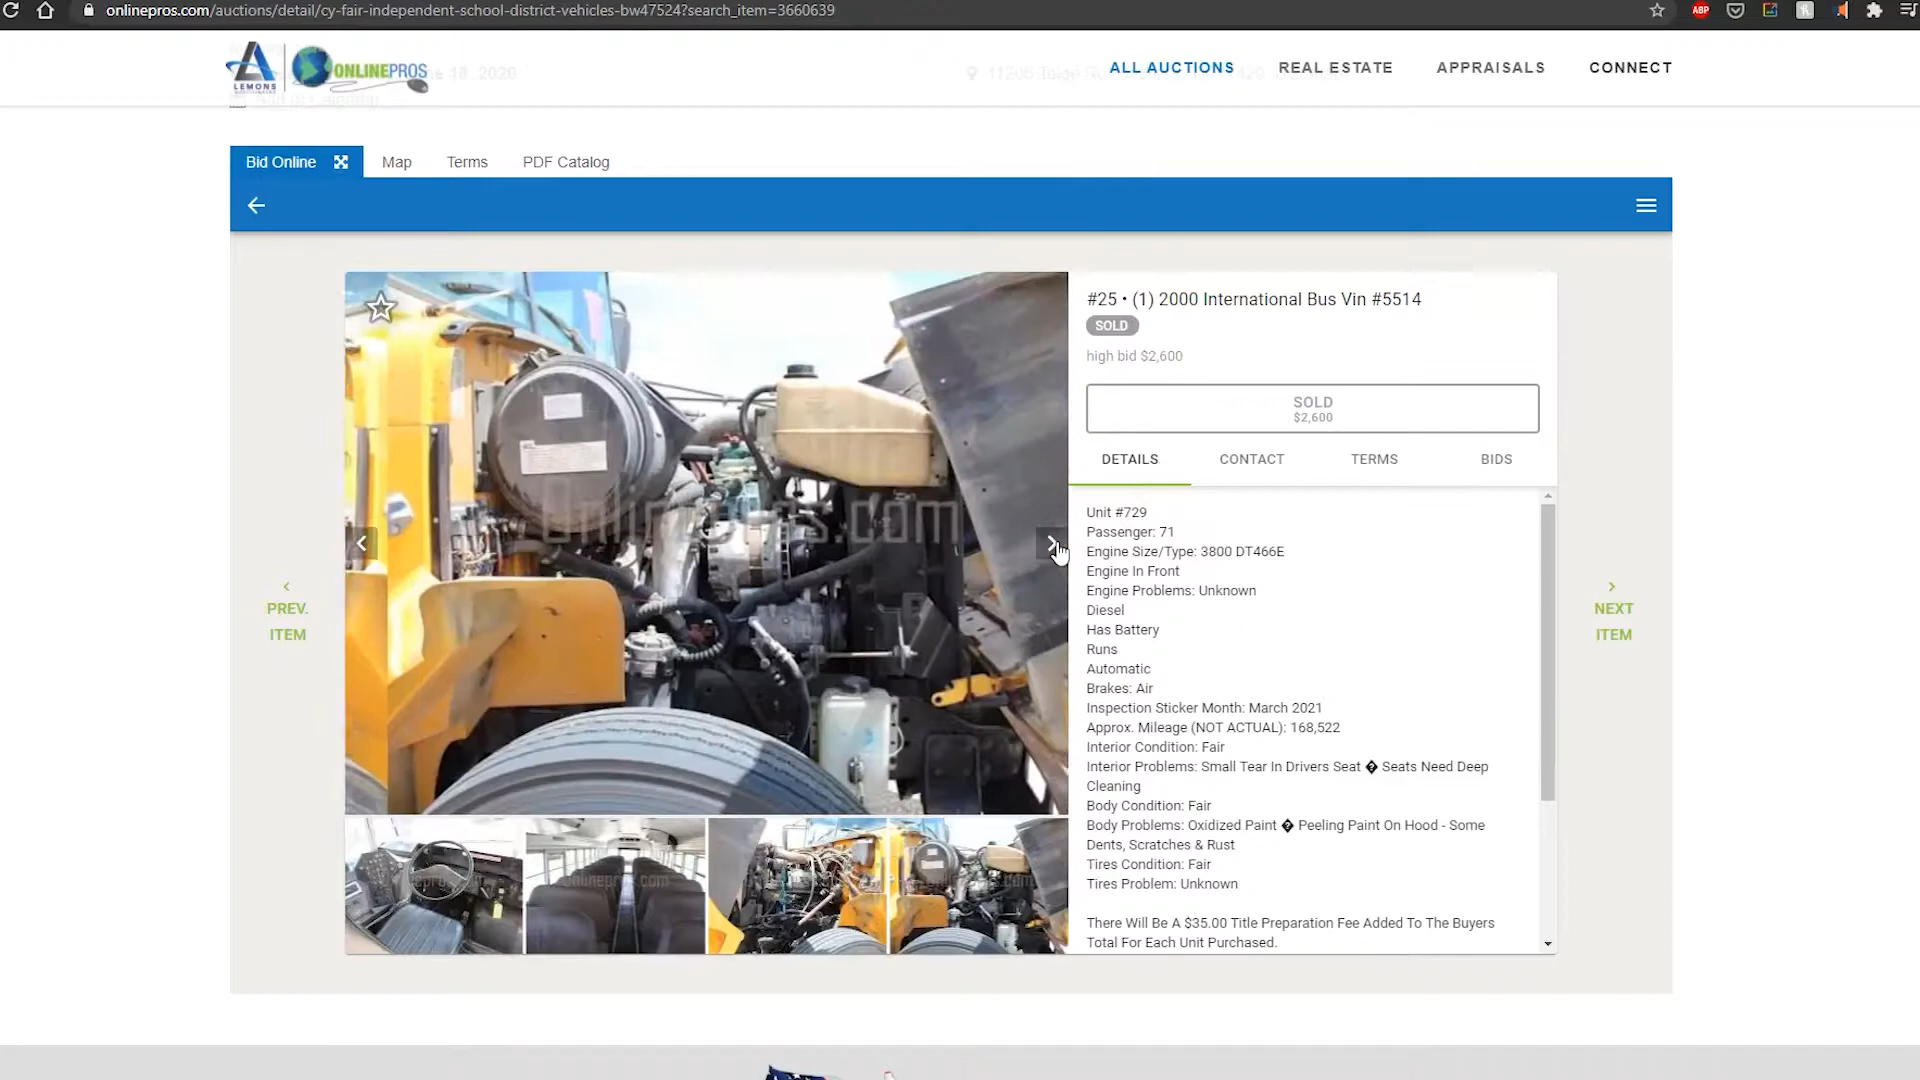 onlinepros.com/auctions/detail/cy-fair-independent-school-district-vehicles-bw47524?search_item=3660639
ABP
LEMONS
ONLINEPROS
ALL AUCTIONS
REAL ESTATE
APPRAISALS
CONNECT
Bid Online
Map
Terms
PDF Catalog
#25 • (1) 2000 International Bus Vin #5514
SOLD
high bid $2,600
SOLD
$2,600
DETAILS
CONTACT
TERMS
BIDS
Unit #729
Passenger: 71
Engine Size/Type: 3800 DT466E
Engine In Front
Engine Problems: Unknown
Diesel
Has Battery
Runs
Automatic
Brakes: Air
Inspection Sticker Month: March 2021
Approx. Mileage (NOT ACTUAL): 168,522
Interior Condition: Fair
Interior Problems: Small Tear In Drivers Seat � Seats Need Deep
Cleaning
Body Condition: Fair
Body Problems: Oxidized Paint � Peeling Paint On Hood - Some
Dents, Scratches & Rust
Tires Condition: Fair
Tires Problem: Unknown
There Will Be A $35.00 Title Preparation Fee Added To The Buyers
Total For Each Unit Purchased.
PREV.
ITEM
NEXT
ITEM
onlinepros.com